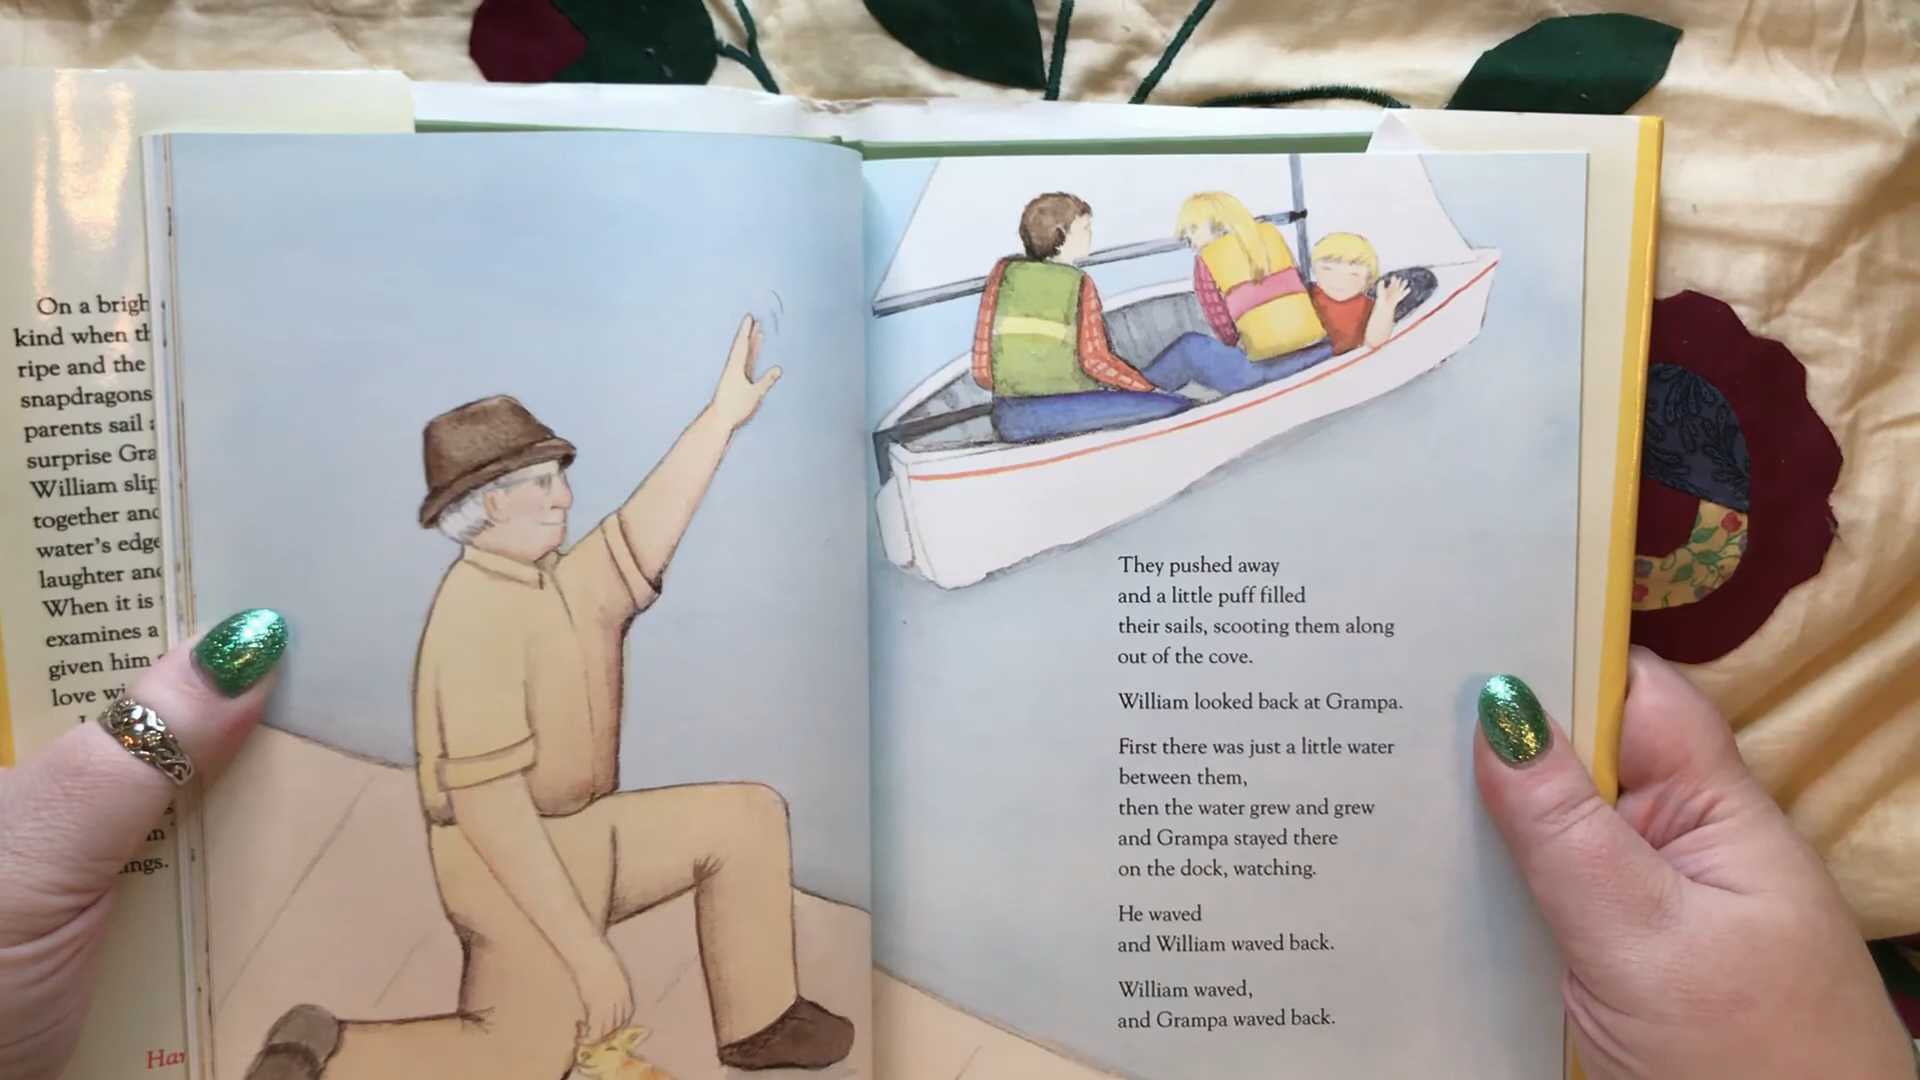 On a brigh
kind when th
ripe and the
snapdragons
parents sail
surprise Gra
William slip
together and
water's edge
laughter and
When it is
examines a
given him
love wi
in
ings.
Har
They pushed away
and a little puff filled
their sails, scooting them along
out of the cove.
William looked back at Grampa.
First there was just a little water
between them,
then the water grew and grew
and Grampa stayed there
on the dock, watching.
He waved
and William waved back.
William waved,
and Grampa waved back.